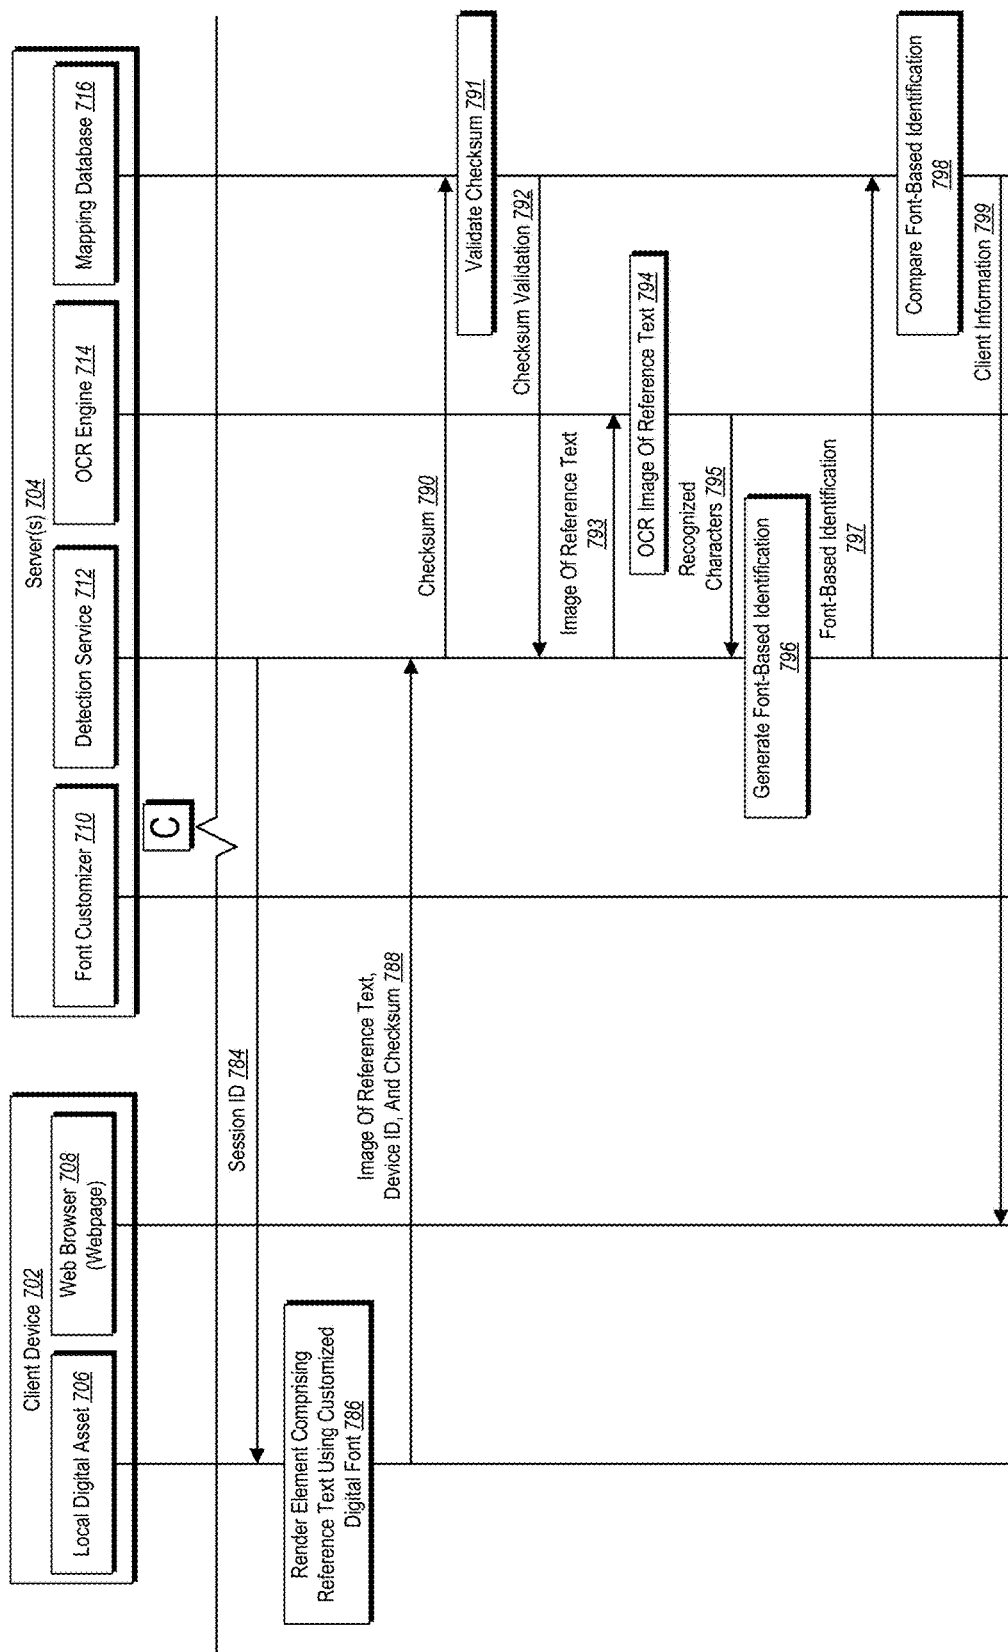 Client Device 702
Local Digital Asset 706
Web Browser 708
(Webpage)
Server(s) 704
Font Customizer 710
Detection Service 712
OCR Engine 714
Mapping Database 716
C
Session ID 784
Render Element Comprising
Reference Text Using Customized
Digital Font 786
Image Of Reference Text,
Device ID, And Checksum 788
Checksum 790
Validate Checksum 791
Checksum Validation 792
Image Of Reference Text
793
OCR Image Of Reference Text 794
Recognized
Characters 795
Generate Font-Based Identification
796
Font-Based Identification
797
Compare Font-Based Identification
798
Client Information 799